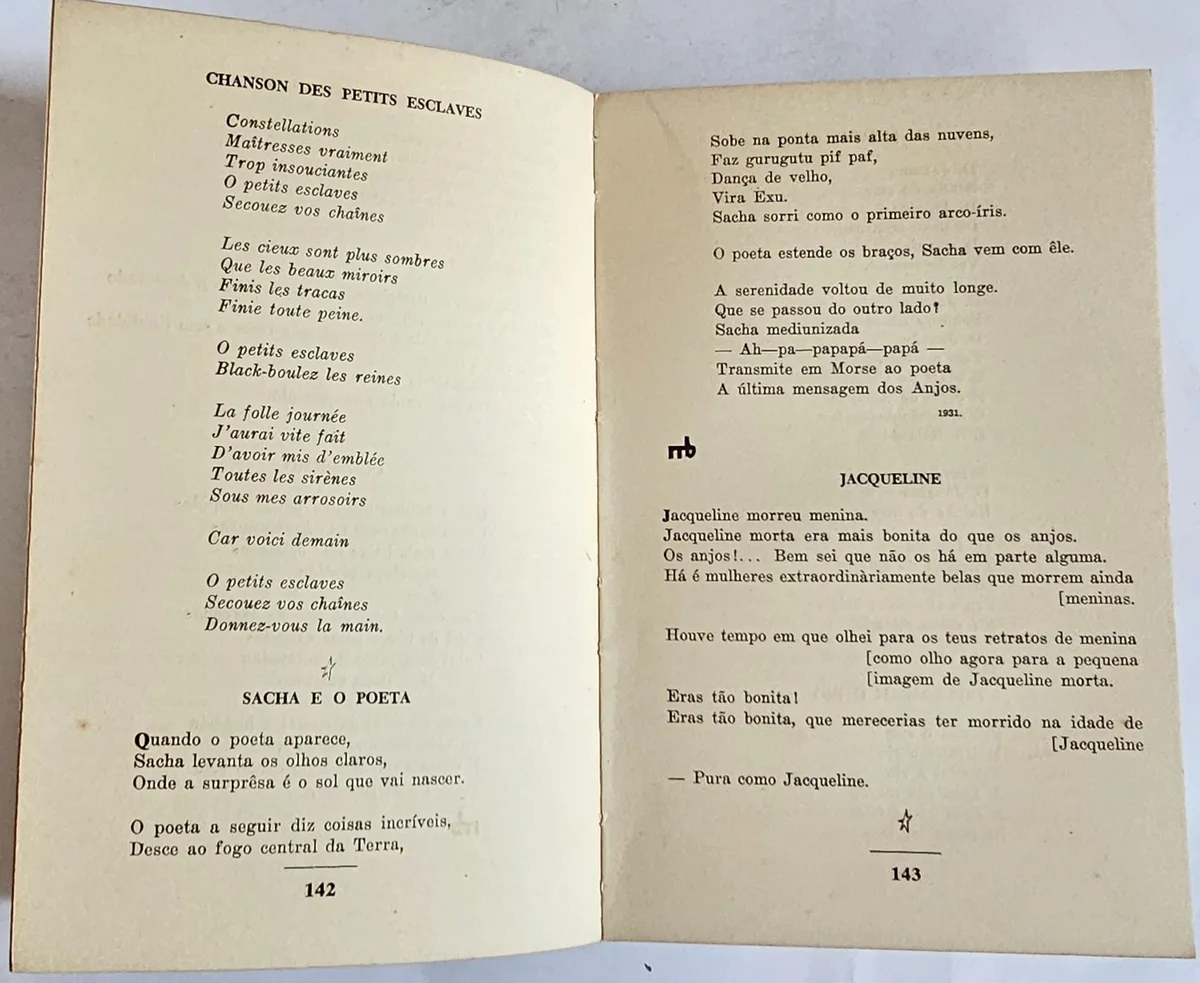 CHANSON DES PETITS ESCLAVES
Constellations
Maîtresses vraiment
Trop insouciantes
O petits esclaves
Secouez vos chaînes
Les cieux sont plus sombres
Que les beaux miroirs
Finis les tracas
Finie toute peine.
O petits esclaves
Black-boulez les reines
La folle journée
J'aurai vite fait
D'avoir mis d'emblée
Toutes les sirènes
Sous mes arrosoirs
Car voici demain
O petits esclaves
Secouez vos chaînes
Donnez-vous la main.
SACHA E O POETA
Quando o poeta aparece,
Sacha levanta os olhos claros,
Onde a surprêsa é o sol que vai nascer.
O poeta a seguir diz coisas incríveis,
Desce ao fogo central da Terra,
142
Sobe na ponta mais alta das nuvens,
Faz gurugutu pif paf,
Dança de velho,
Vira Exu.
Sacha sorri como o primeiro arco-íris.
O poeta estende os braços, Sacha vem com êle.
A serenidade voltou de muito longe.
Que se passou do outro lado?
Sacha mediunizada
— Ah—pa—papapá—papá —
Transmite em Morse ao poeta
A última mensagem dos Anjos.
1931.
mb
JACQUELINE
Jacqueline morreu menina.
Jacqueline morta era mais bonita do que os anjos.
Os anjos!... Bem sei que não os há em parte alguma.
Há é mulheres extraordinàriamente belas que morrem ainda
[meninas.
Houve tempo em que olhei para os teus retratos de menina
[como olho agora para a pequena
[imagem de Jacqueline morta.
Eras tão bonita!
Eras tão bonita, que merecerias ter morrido na idade de
[Jacqueline
— Pura como Jacqueline.
143